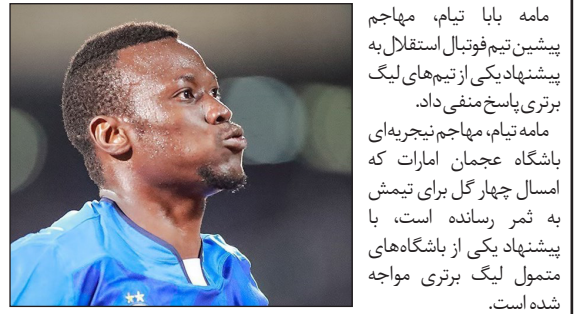 مامه بابا تیام، مهاجم
پیشین تیم فوتبال استقلال به
پیشنهاد یکی از تیم‌های لیگ
برتری پاسخ منفی داد.
مامه تیام، مهاجم نیجریه‌ای
باشگاه عجمان امارات که
امسال چهار گل برای تیمش
به ثمر رسانده است، با
پیشنهاد یکی از باشگاه‌های
متمول لیگ برتری مواجه
شده است.